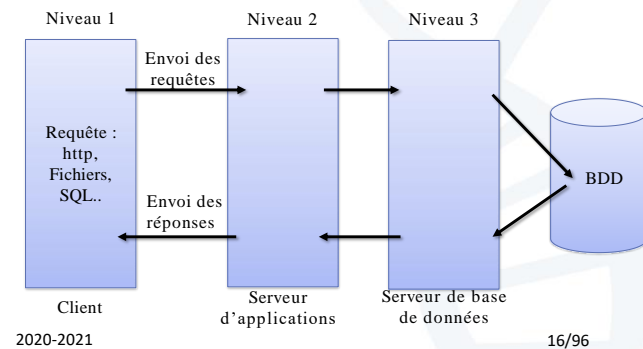 Niveau 1
Niveau 2
Niveau 3
Envoi des
requêtes
Requête :
http,
Fichiers,
SQL..
BDD
Envoi des
réponses
Client
Serveur
d'applications
Serveur de base
de données
2020-2021
16/96